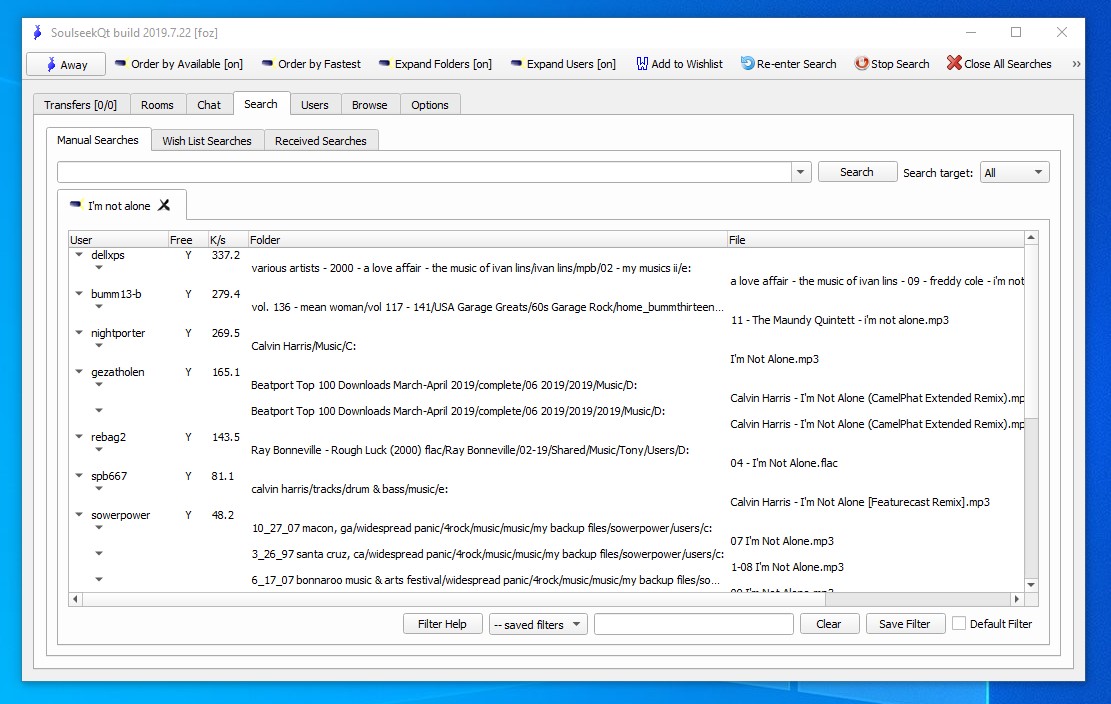 SoulseekQt build 2019.7.22 [foz]
Away Order by Available [on] Order by Fastest Expand Folders [on] Expand Users [on] Add to Wishlist Re-enter Search Stop Search Close All Searches »
Transfers [0/0] Rooms Chat Search Users Browse Options
Manual Searches Wish List Searches Received Searches
Search Search target: All
I'm not alone
User Free K/s Folder File
dellxps Y 337.2
various artists - 2000 - a love affair - the music of ivan lins/ivan lins/mpb/02 - my musics ii/e:
a love affair - the music of ivan lins - 09 - freddy cole - i'm not
bumm13-b Y 279.4
vol. 136 - mean woman/vol 117 - 141/USA Garage Greats/60s Garage Rock/home_bummthirteen...
11 - The Maundy Quintett - i'm not alone.mp3
nightporter Y 269.5
Calvin Harris/Music/C:
I'm Not Alone.mp3
gezatholen Y 165.1
Beatport Top 100 Downloads March-April 2019/complete/06 2019/2019/Music/D:
Calvin Harris - I'm Not Alone (CamelPhat Extended Remix).mp
Beatport Top 100 Downloads March-April 2019/complete/06 2019/2019/Music/D:
Calvin Harris - I'm Not Alone (CamelPhat Extended Remix).mp
rebag2 Y 143.5
Ray Bonneville - Rough Luck (2000) flac/Ray Bonneville/02-19/Shared/Music/Tony/Users/D:
04 - I'm Not Alone.flac
spb667 Y 81.1
calvin harris/tracks/drum & bass/music/e:
Calvin Harris - I'm Not Alone [Featurecast Remix].mp3
sowerpower Y 48.2
10_27_07 macon, ga/widespread panic/4rock/music/music/my backup files/sowerpower/users/c:
07 I'm Not Alone.mp3
3_26_97 santa cruz, ca/widespread panic/4rock/music/music/my backup files/sowerpower/users/c:
1-08 I'm Not Alone.mp3
6_17_07 bonnaroo music & arts festival/widespread panic/4rock/music/music/my backup files/so...
Filter Help -- saved filters Clear Save Filter Default Filter